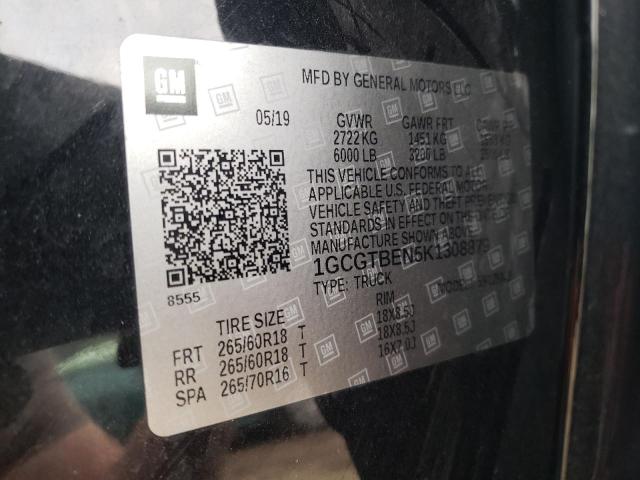 GM
MFD BY GENERAL MOTORS LLC
05/19 GVWR GAWR FRT
2722 KG 1451 KG
6000 LB 3200 LB
THIS VEHICLE CONFORMS TO ALL
APPLICABLE U.S. FEDERAL MOTOR
VEHICLE SAFETY AND THEFT PREVENTION
STANDARDS IN EFFECT ON THE DATE OF
MANUFACTURE SHOWN ABOVE.
1GCGTBEN5K1308879
TYPE: TRUCK
8555
TIRE SIZE RIM
FRT 265/60R18 T 18X8.5J
RR 265/60R18 T 18X8.5J
SPA 265/70R16 T 16X7.0J